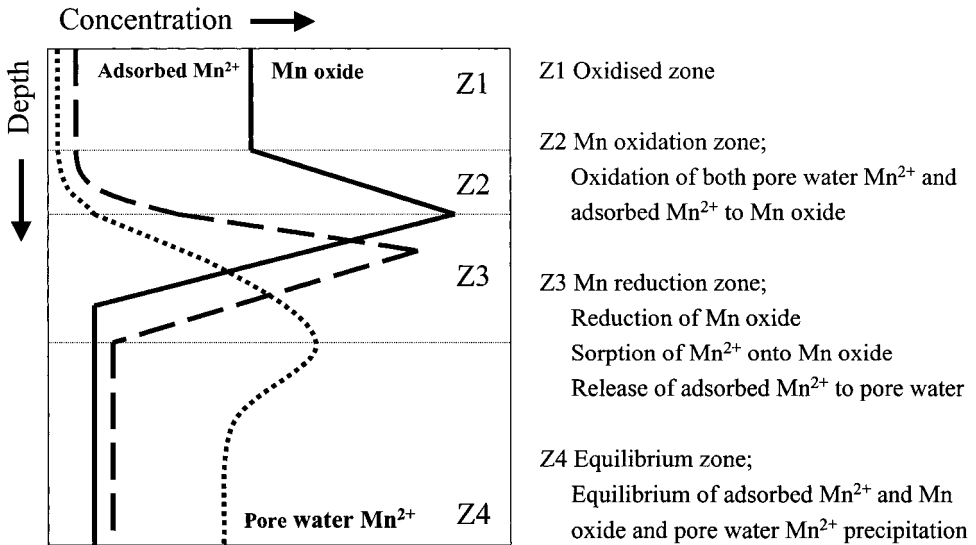 Concentration
Depth
Adsorbed Mn²⁺
Mn oxide
Z1
Z2
Z3
Pore water Mn²⁺
Z4
Z1 Oxidised zone
Z2 Mn oxidation zone;
Oxidation of both pore water Mn²⁺ and
adsorbed Mn²⁺ to Mn oxide
Z3 Mn reduction zone;
Reduction of Mn oxide
Sorption of Mn²⁺ onto Mn oxide
Release of adsorbed Mn²⁺ to pore water
Z4 Equilibrium zone;
Equilibrium of adsorbed Mn²⁺ and Mn
oxide and pore water Mn²⁺ precipitation